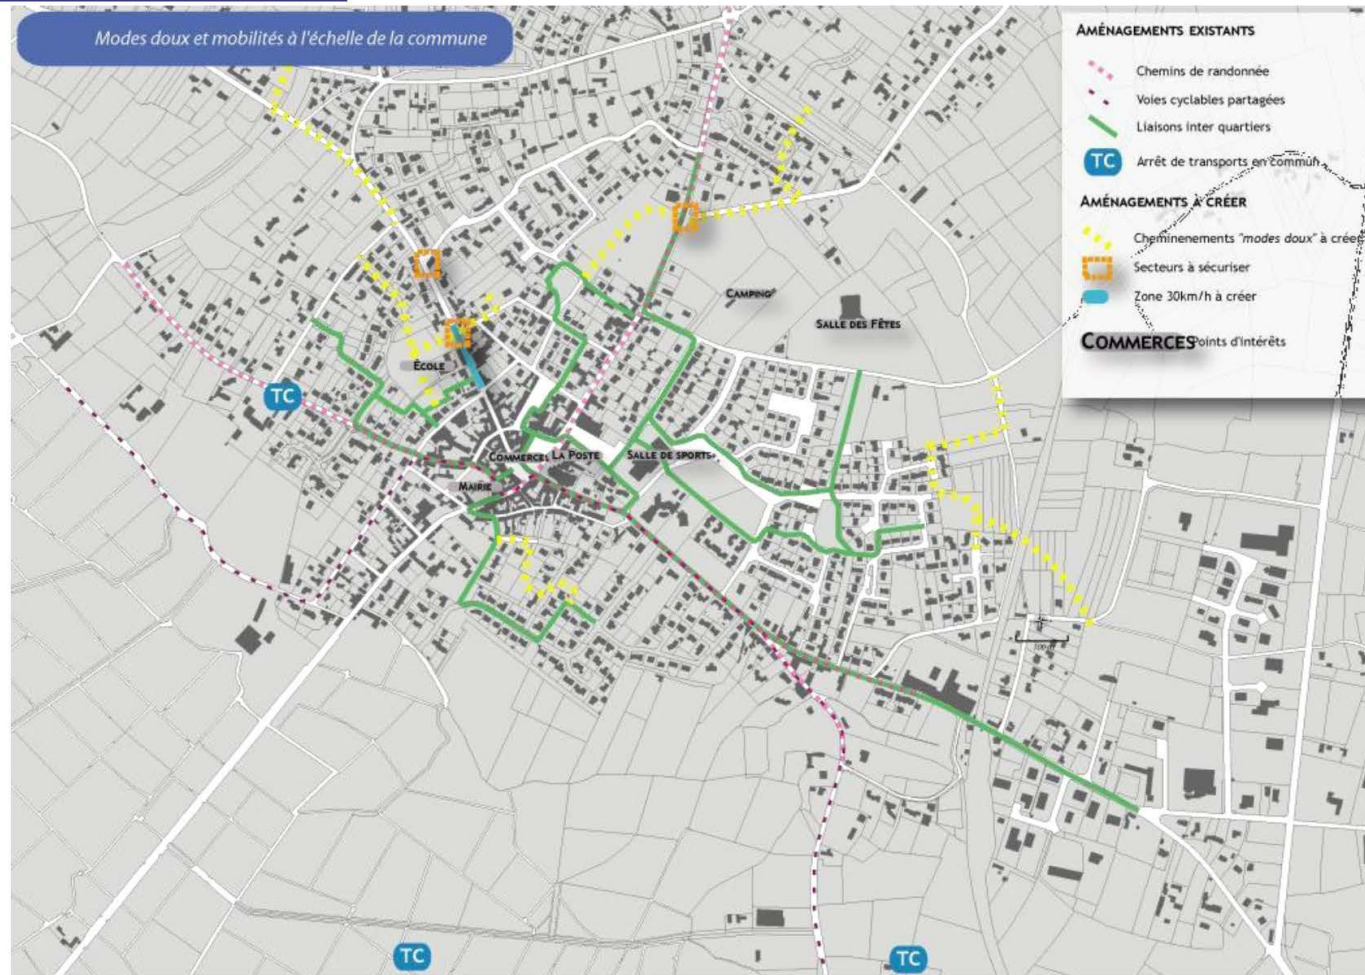 Modes doux et mobilités à l'échelle de la commune
AMÉNAGEMENTS EXISTANTS
Chemins de randonnée
Voies cyclables partagées
Liaisons inter quartiers
TC Arrêt de transports en commun
AMÉNAGEMENTS À CRÉER
Cheminenements "modes doux" à créer
Secteurs à sécuriser
Zone 30km/h à créer
COMMERCES Points d'intérêts
CAMPING
SALLE DES FÊTES
ÉCOLE
TC
COMMERCES
LA POSTE
SALLE DE SPORTS
MAIRIE
100 m
TC
TC